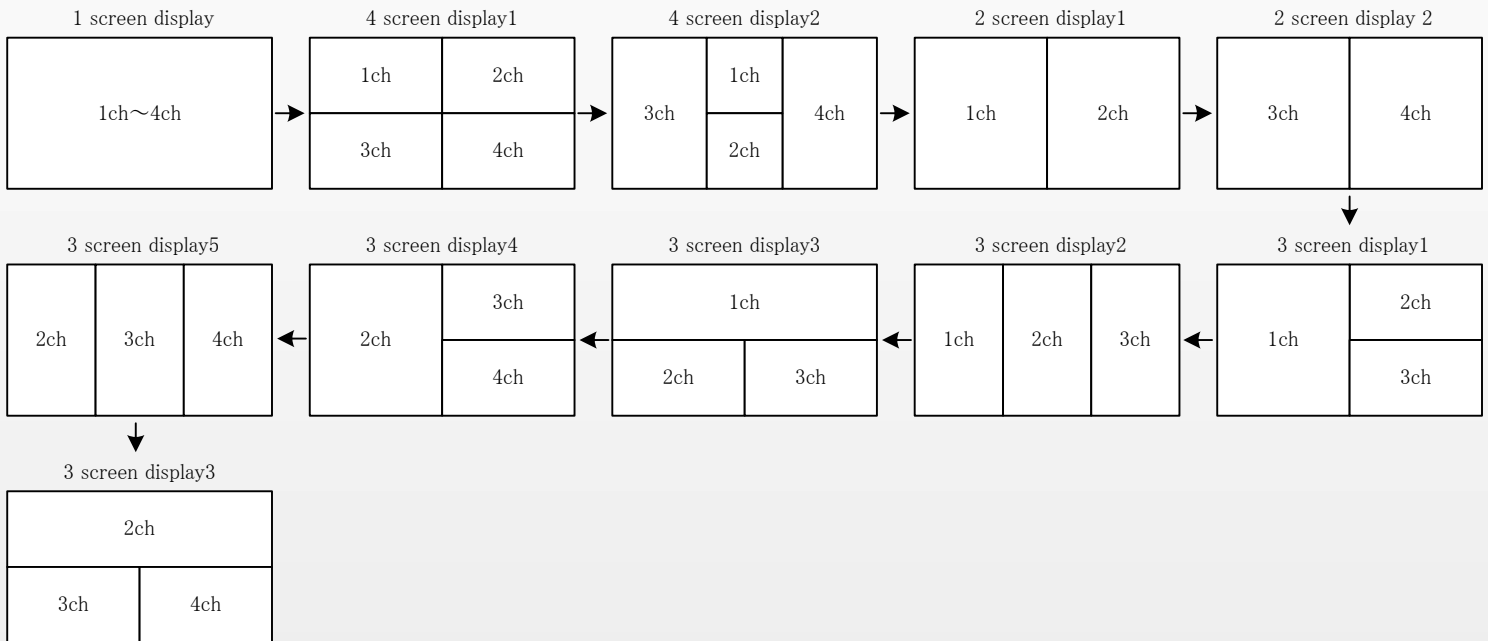 1 screen display
4 screen display1
4 screen display2
2 screen display1
2 screen display 2
1ch～4ch
1ch
2ch
3ch
4ch
3ch
1ch
2ch
4ch
1ch
2ch
3ch
4ch
3 screen display5
3 screen display4
3 screen display3
3 screen display2
3 screen display1
2ch
3ch
4ch
2ch
3ch
4ch
1ch
2ch
3ch
1ch
2ch
3ch
1ch
2ch
3ch
3 screen display3
2ch
3ch
4ch